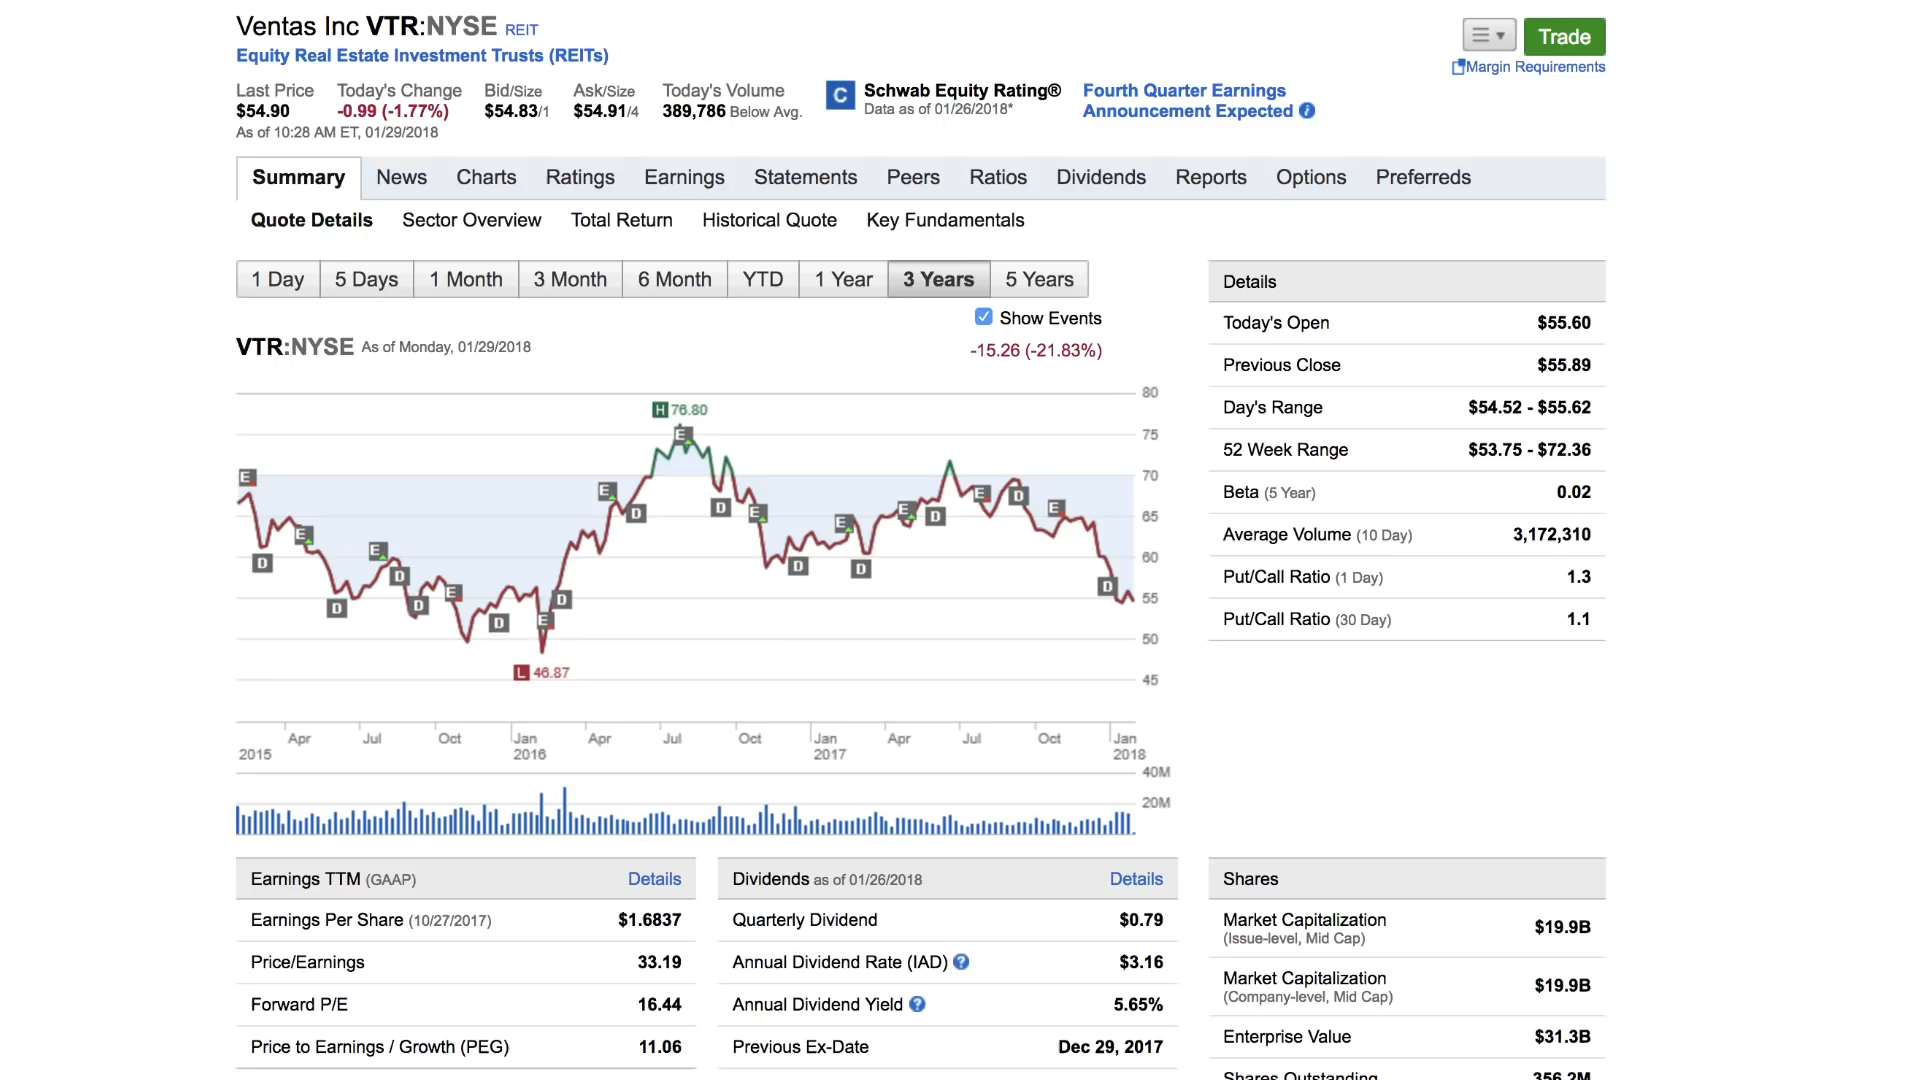 Ventas Inc VTR:NYSE REIT
Equity Real Estate Investment Trusts (REITs)
Trade
Margin Requirements
Last Price Today's Change Bid/Size Ask/Size Today's Volume
$54.90 -0.99 (-1.77%) $54.83/1 $54.91/4 389,786 Below Avg.
As of 10:28 AM ET, 01/29/2018
C Schwab Equity Rating®
Data as of 01/26/2018*
Fourth Quarter Earnings
Announcement Expected i
Summary News Charts Ratings Earnings Statements Peers Ratios Dividends Reports Options Preferreds
Quote Details Sector Overview Total Return Historical Quote Key Fundamentals
1 Day 5 Days 1 Month 3 Month 6 Month YTD 1 Year 3 Years 5 Years
Show Events
VTR:NYSE As of Monday, 01/29/2018
-15.26 (-21.83%)
80
H 76.80
75
E
70
E
E
E
D
D
E
D
E
65
E
E
D
E
D
E
60
D
E
D
D
D
D
55
D
D
E
D
D
E
50
L 46.87
45
Apr Jul Oct Jan Apr Jul Oct Jan Apr Jul Oct Jan
2015 2016 2017 2018
40M
20M
Details
Today's Open $55.60
Previous Close $55.89
Day's Range $54.52 - $55.62
52 Week Range $53.75 - $72.36
Beta (5 Year) 0.02
Average Volume (10 Day) 3,172,310
Put/Call Ratio (1 Day) 1.3
Put/Call Ratio (30 Day) 1.1
Earnings TTM (GAAP) Details
Earnings Per Share (10/27/2017) $1.6837
Price/Earnings 33.19
Forward P/E 16.44
Price to Earnings / Growth (PEG) 11.06
Dividends as of 01/26/2018 Details
Quarterly Dividend $0.79
Annual Dividend Rate (IAD) ? $3.16
Annual Dividend Yield ? 5.65%
Previous Ex-Date Dec 29, 2017
Shares
Market Capitalization $19.9B
(Issue-level, Mid Cap)
Market Capitalization $19.9B
(Company-level, Mid Cap)
Enterprise Value $31.3B
Shares Outstanding 356.2M